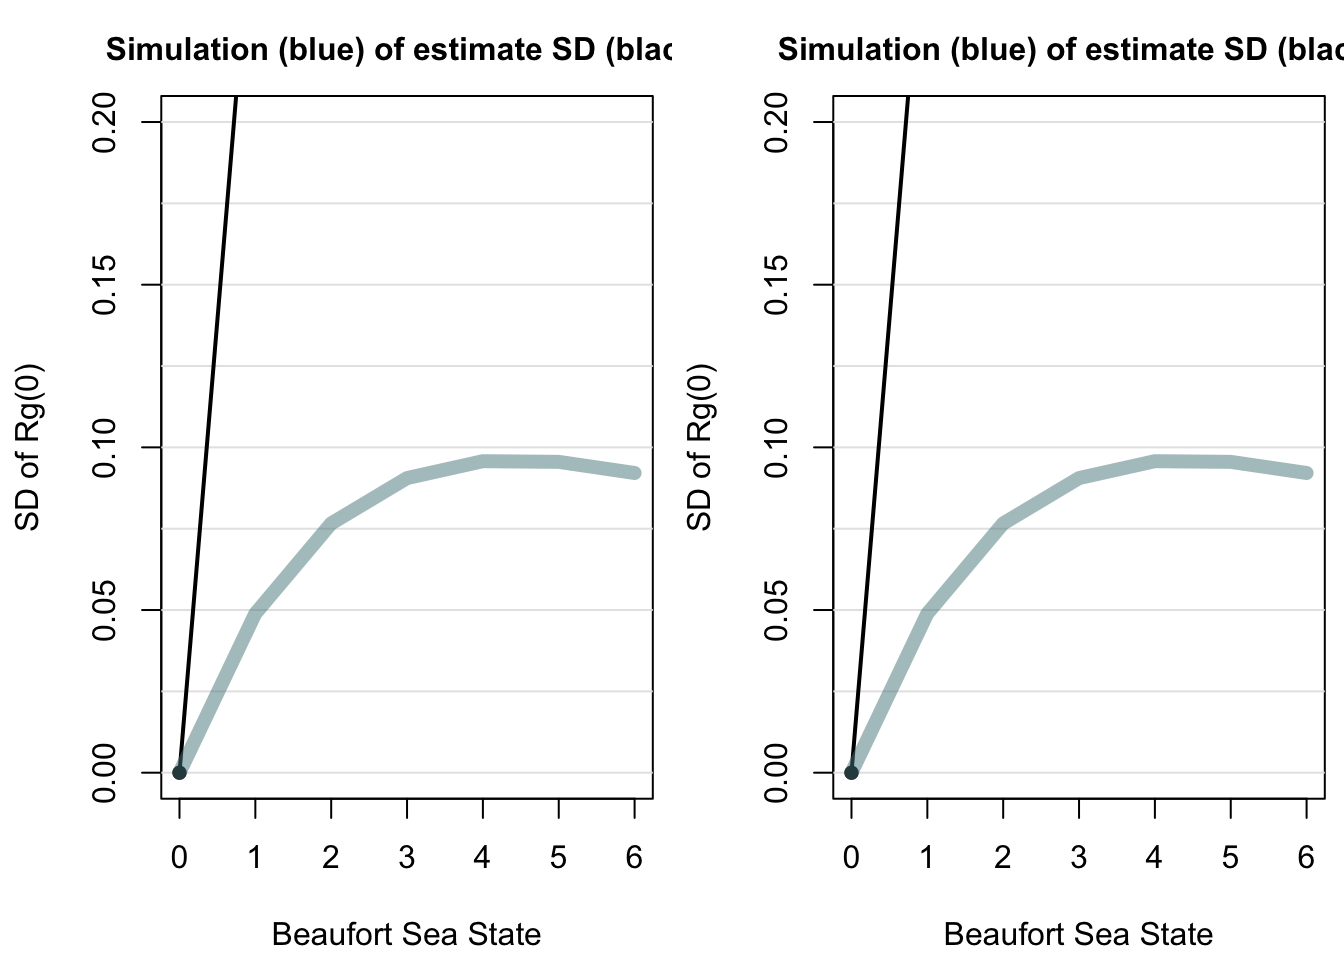 Simulation (blue) of estimate SD (blac
SD of Rg(0)
0.20
0.15
0.10
0.05
0.00
0 1 2 3 4 5 6
Beaufort Sea State
Simulation (blue) of estimate SD (blac
SD of Rg(0)
0.20
0.15
0.10
0.05
0.00
0 1 2 3 4 5 6
Beaufort Sea State